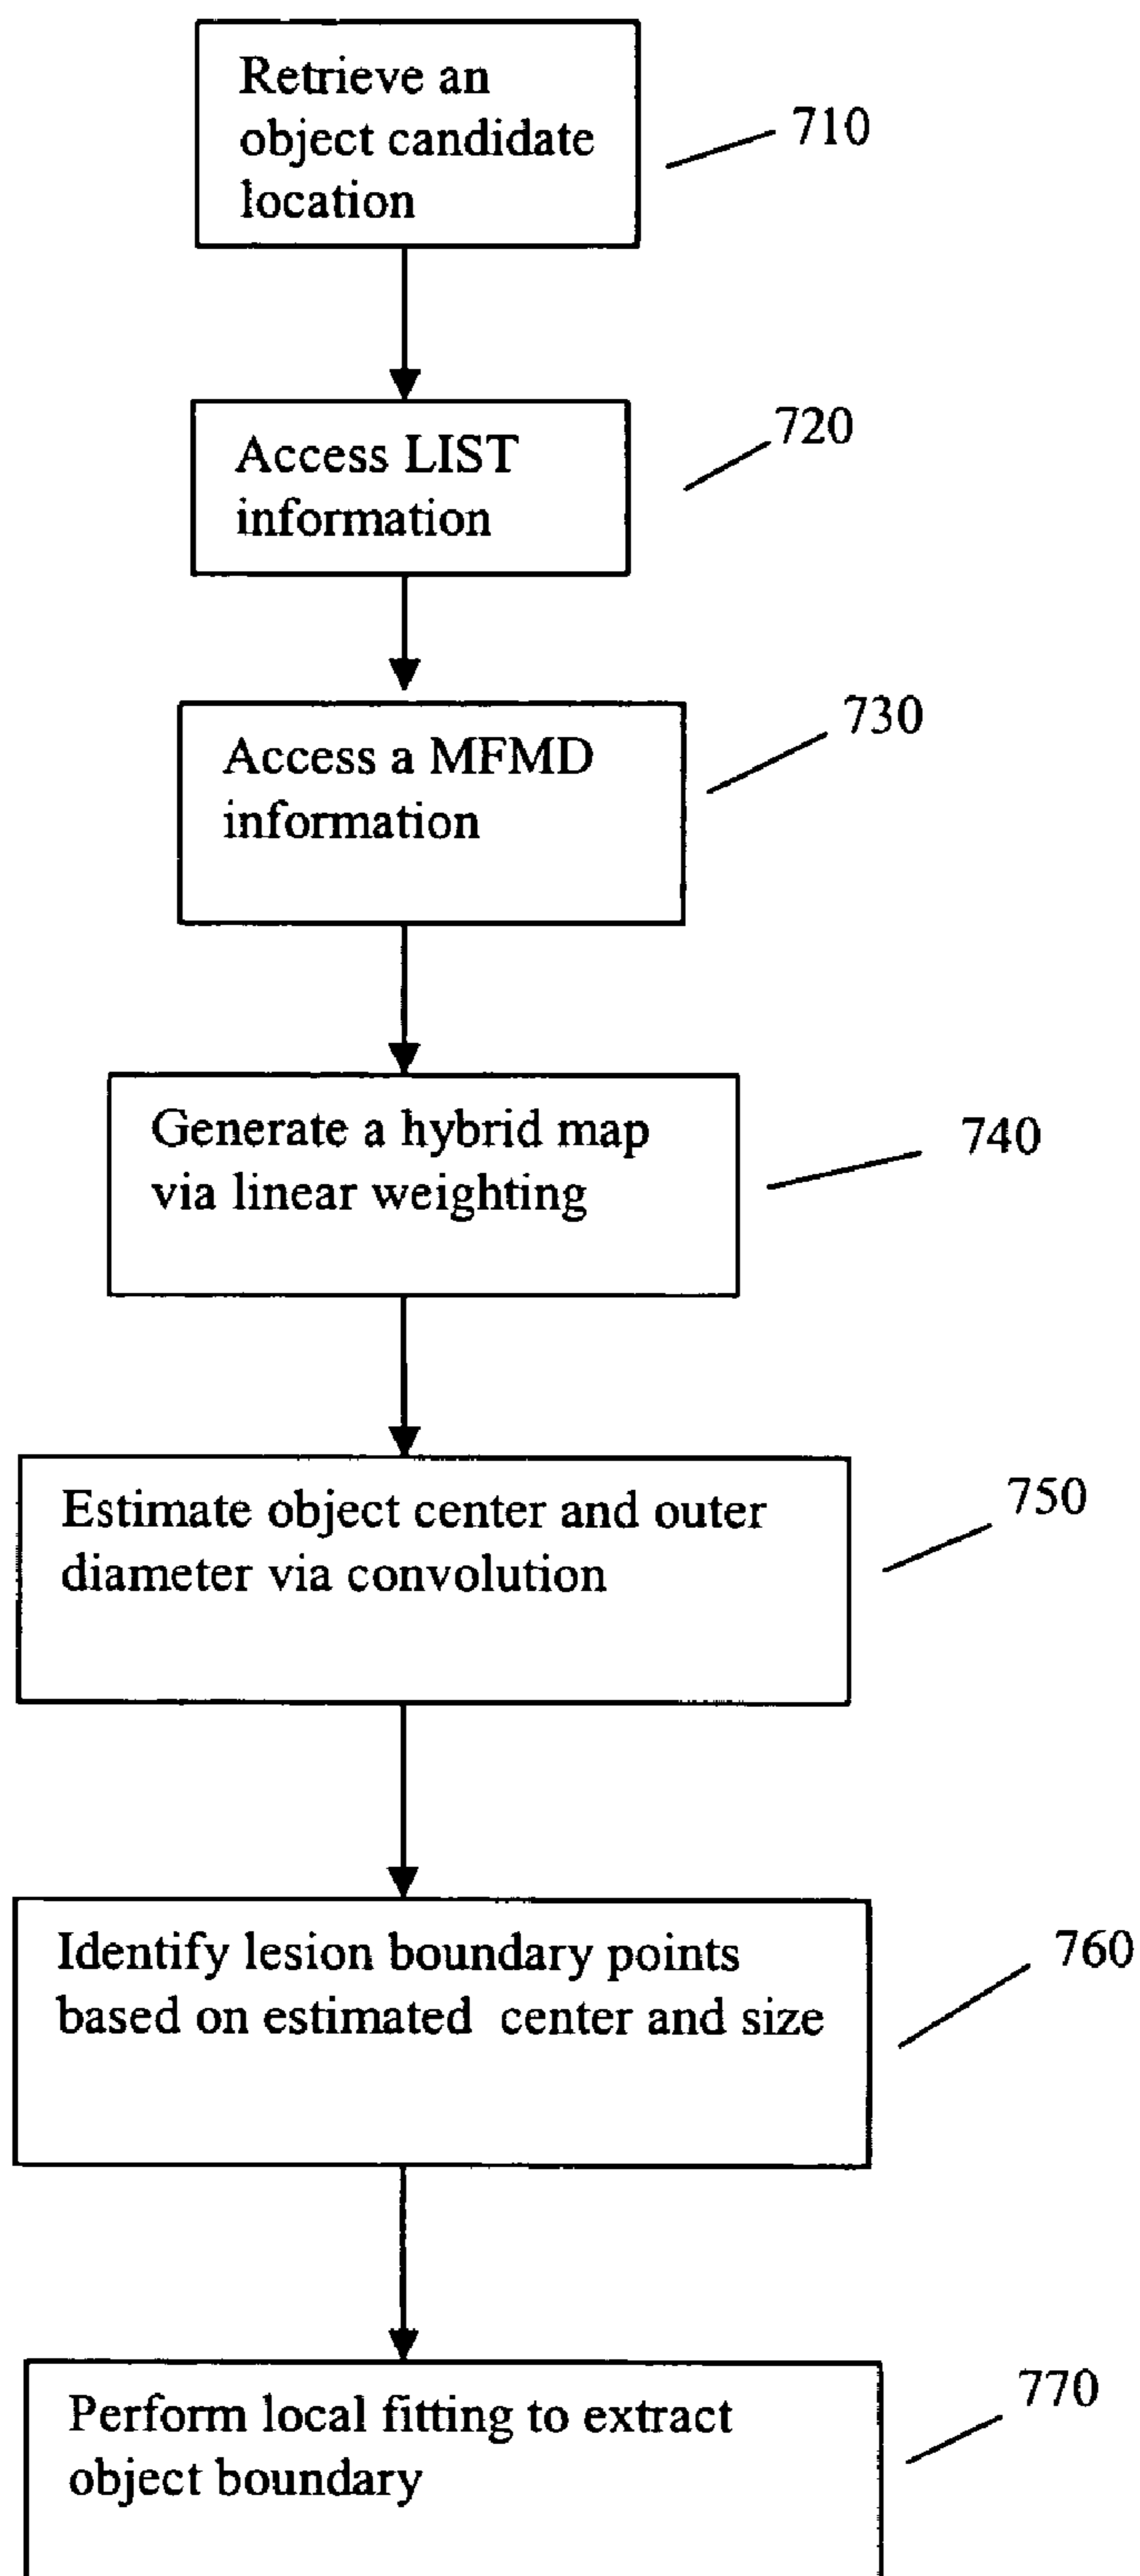 Retrieve an
object candidate
location
710
Access LIST
information
720
Access a MFMD
information
730
Generate a hybrid map
via linear weighting
740
Estimate object center and outer
diameter via convolution
750
Identify lesion boundary points
based on estimated center and size
760
Perform local fitting to extract
object boundary
770